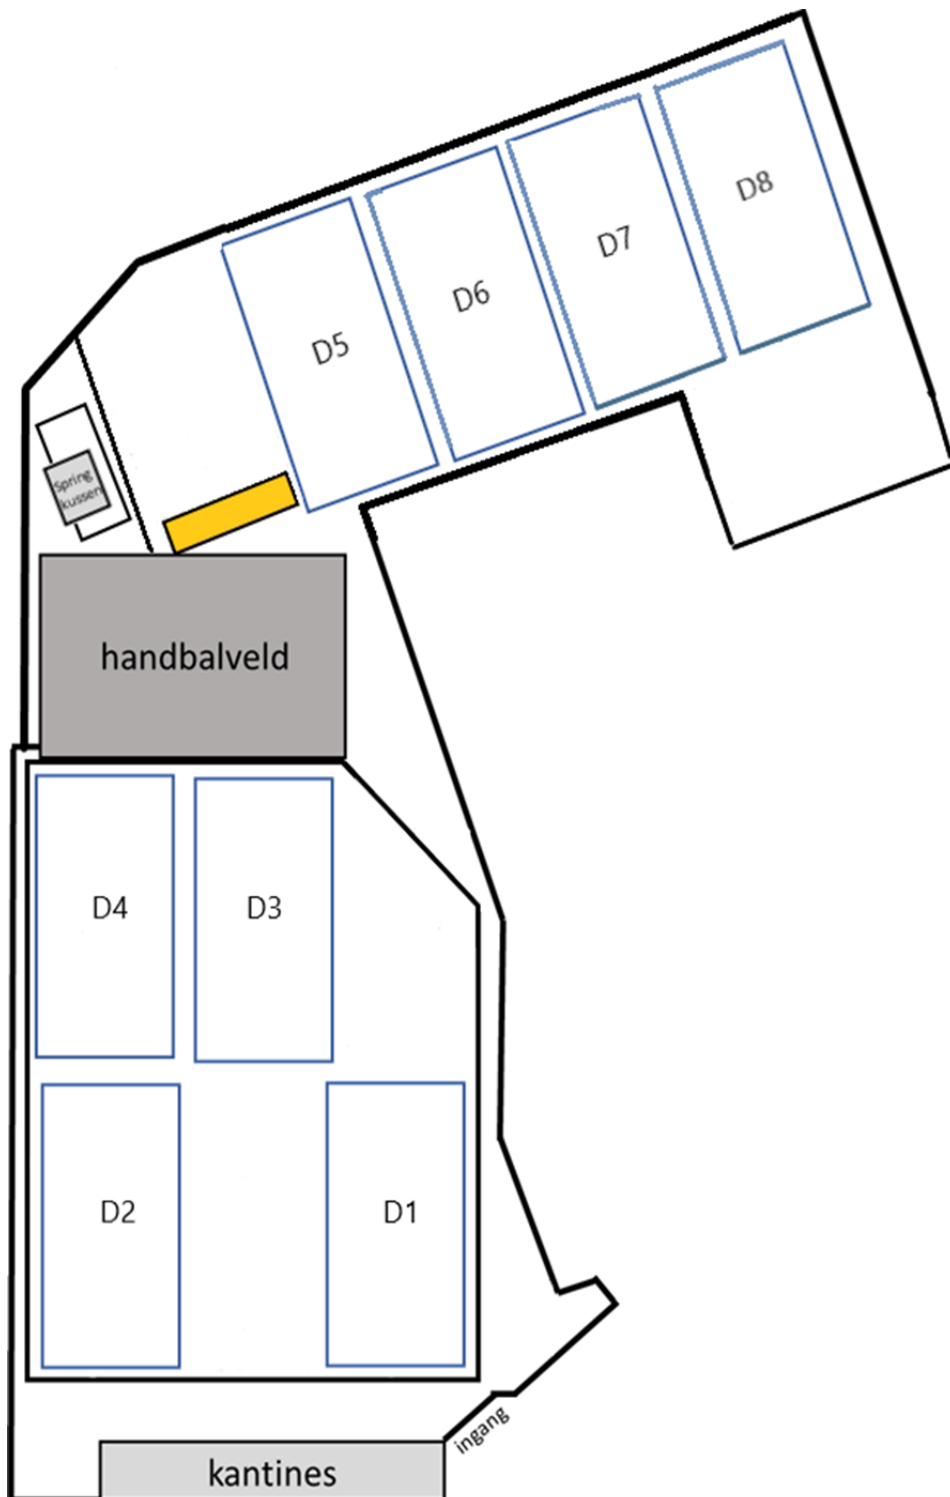 D8
D7
D6
D5
Spring
kussen
handbalveld
D4
D3
D2
D1
ingang
kantines